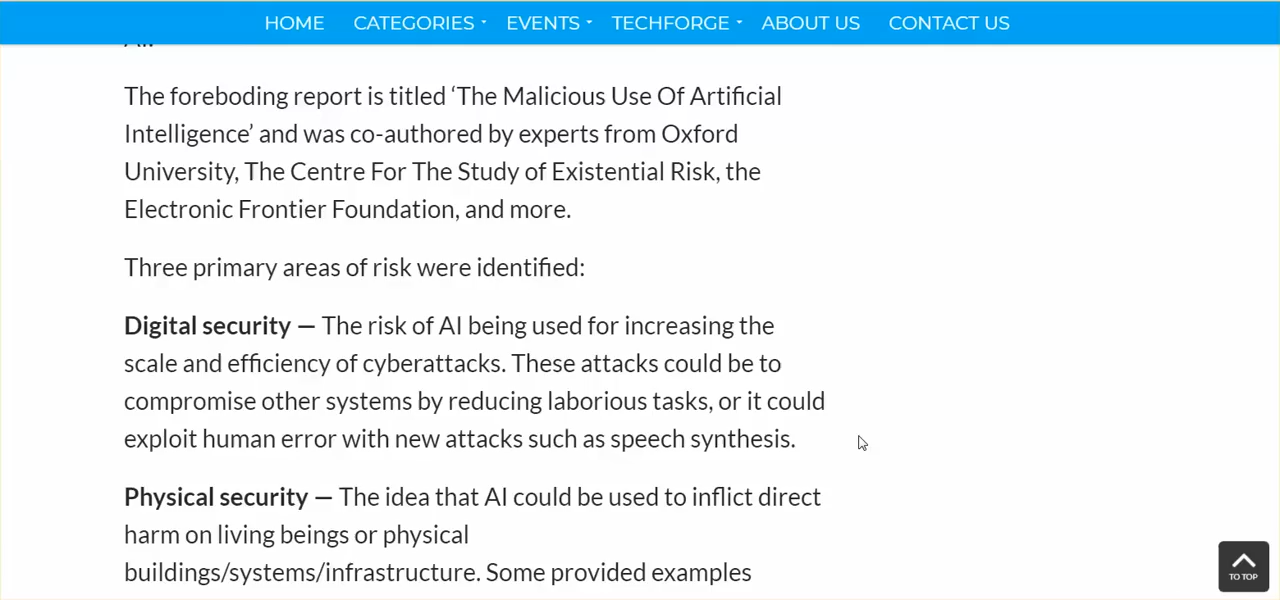 HOME CATEGORIES EVENTS TECHFORGE ABOUT US CONTACT US
The foreboding report is titled ‘The Malicious Use Of Artificial
Intelligence’ and was co-authored by experts from Oxford
University, The Centre For The Study of Existential Risk, the
Electronic Frontier Foundation, and more.
Three primary areas of risk were identified:
Digital security — The risk of AI being used for increasing the
scale and efficiency of cyberattacks. These attacks could be to
compromise other systems by reducing laborious tasks, or it could
exploit human error with new attacks such as speech synthesis.
Physical security — The idea that AI could be used to inflict direct
harm on living beings or physical
buildings/systems/infrastructure. Some provided examples
TO TOP